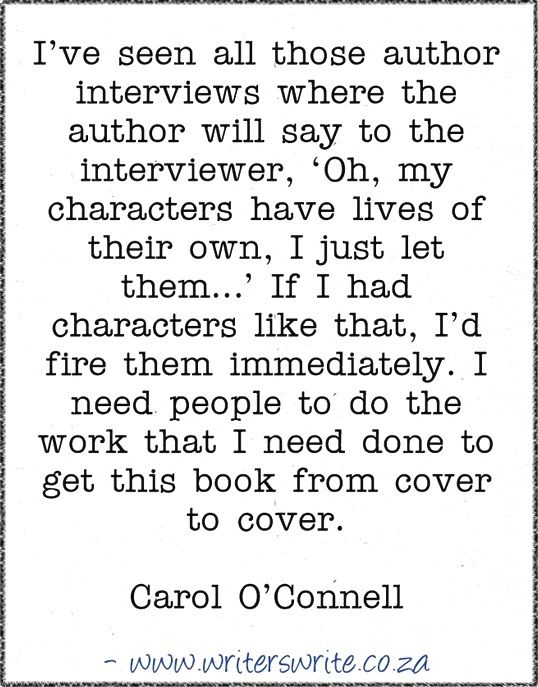 I’ve seen all those author
interviews where the
author will say to the
interviewer, ‘Oh, my
characters have lives of
their own, I just let
them...’ If I had
characters like that, I’d
fire them immediately. I
need people to do the
work that I need done to
get this book from cover
to cover.
Carol O’Connell
- www.writerswrite.co.za